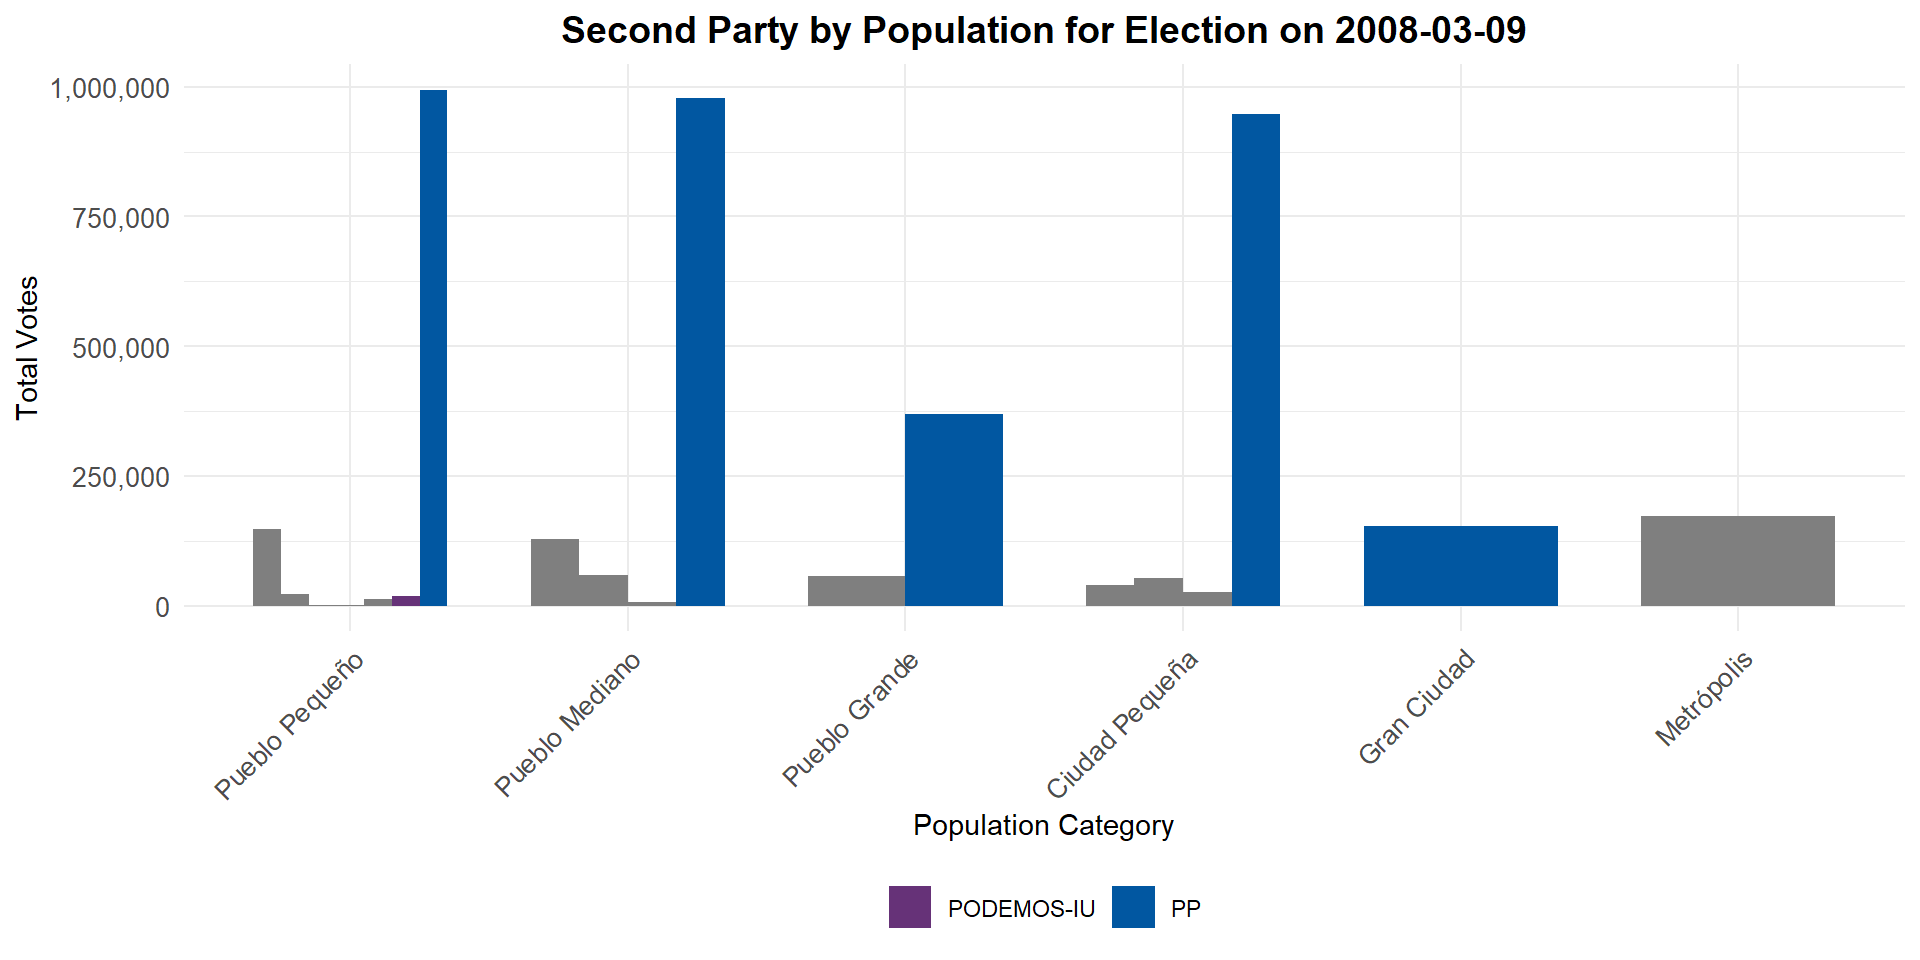 Second Party by Population for Election on 2008-03-09
Total Votes
1,000,000
750,000
500,000
250,000
0
Pueblo Pequeño
Pueblo Mediano
Pueblo Grande
Ciudad Pequeña
Gran Ciudad
Metrópolis
Population Category
PODEMOS-IU
PP